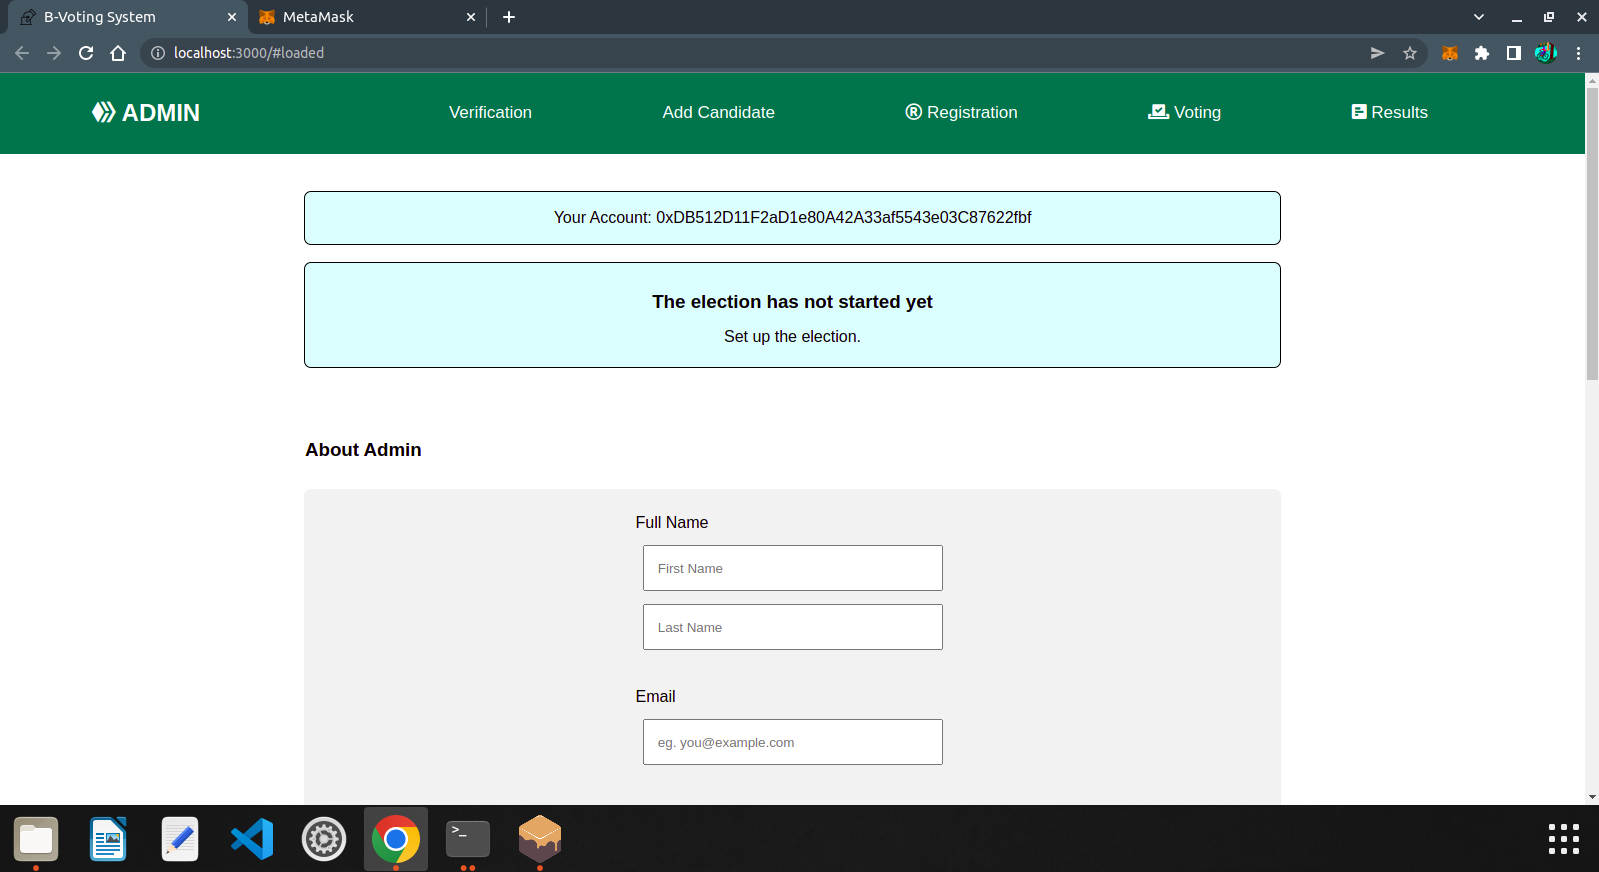 B-Voting System
MetaMask
localhost:3000/#loaded
ADMIN
Verification
Add Candidate
Registration
Voting
Results
Your Account: 0xDB512D11F2aD1e80A42A33af5543e03C87622fbf
The election has not started yet
Set up the election.
About Admin
Full Name
First Name
Last Name
Email
eg. you@example.com